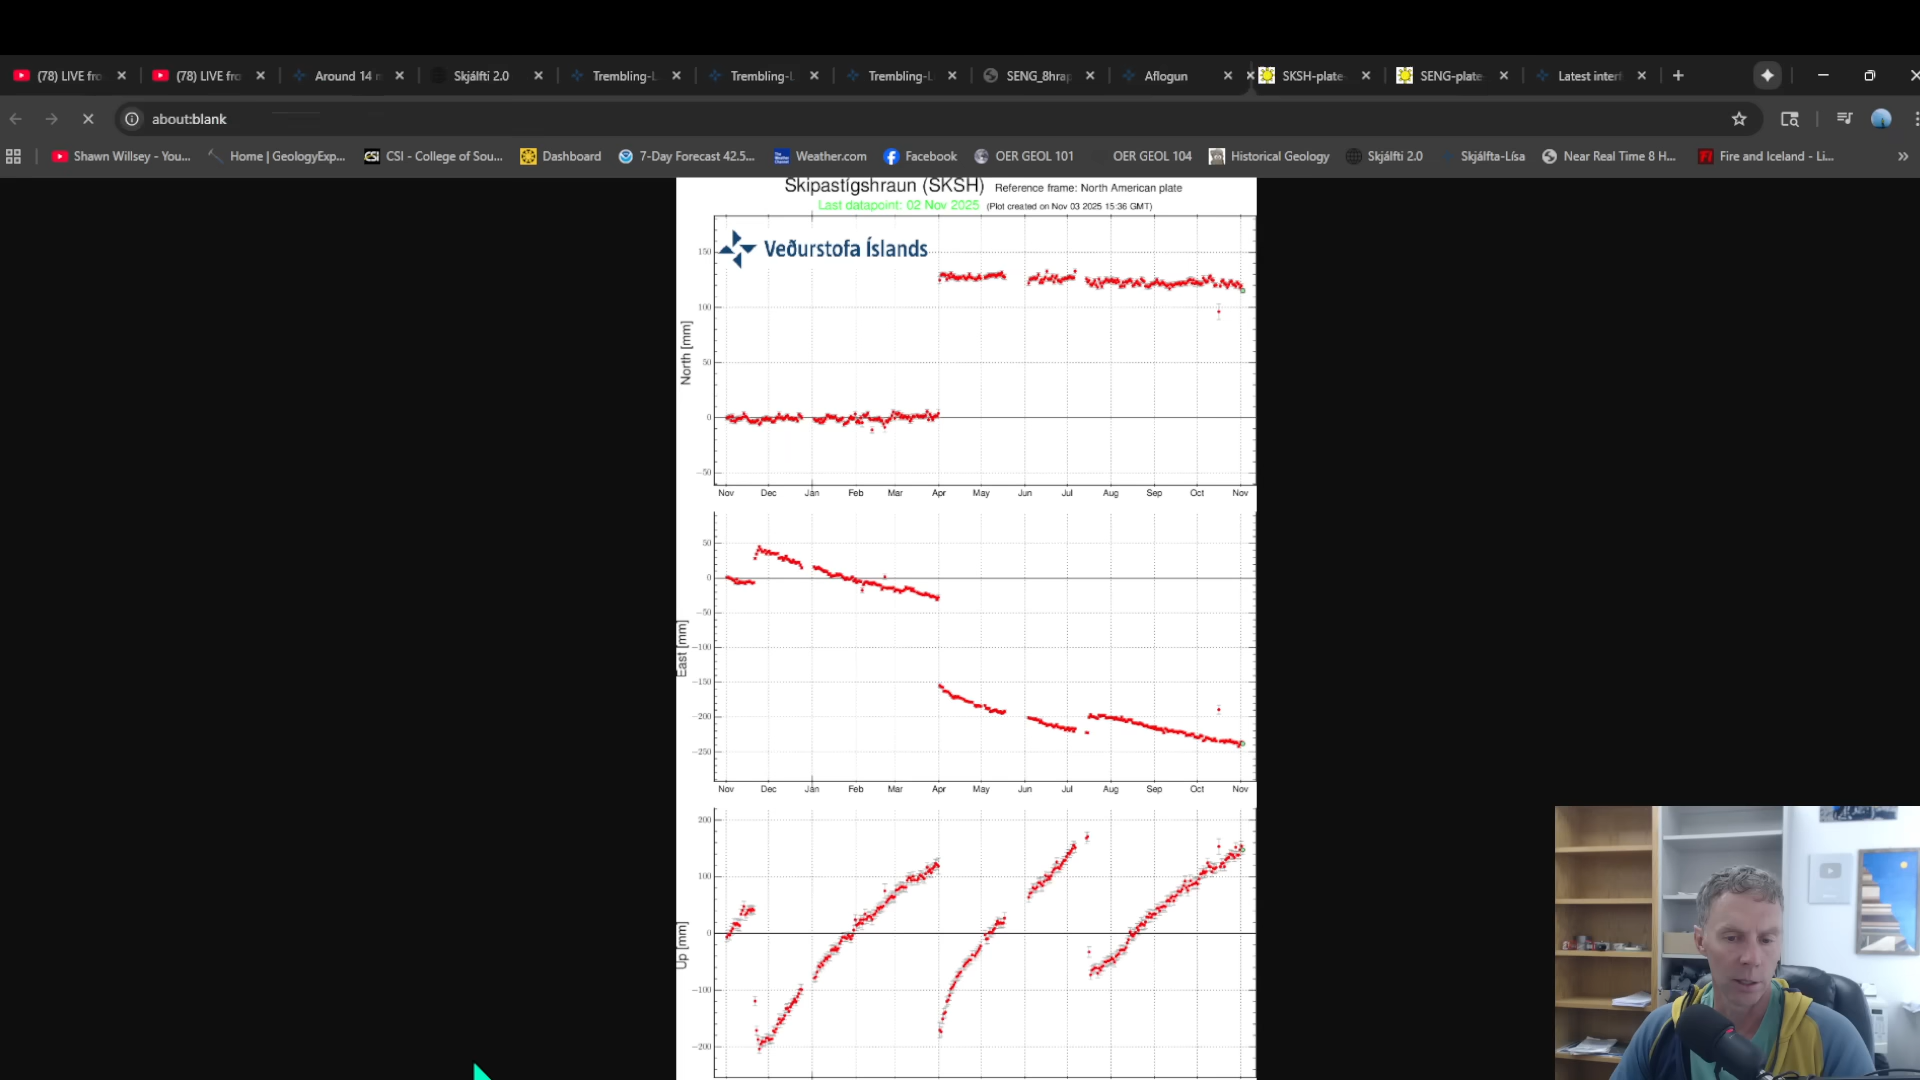 (78) LIVE fro
(78) LIVE fro
Around 14 m
Skjálfti 2.0
Trembling-L
Trembling-L
Trembling-L
SENG_8hrap
Aflogun
SKSH-plate
SENG-plate
Latest interf
about:blank
Shawn Willsey - You...
Home | GeologyExp...
CSI - College of Sou...
Dashboard
7-Day Forecast 42.5...
Weather.com
Facebook
OER GEOL 101
OER GEOL 104
Historical Geology
Skjálfti 2.0
Skjálfta-Lísa
Near Real Time 8 H...
Fire and Iceland - Li...
Skipastígshraun (SKSH) Reference frame: North American plate
Last datapoint: 02 Nov 2025 (Plot created on Nov 03 2025 15:36 GMT)
Veðurstofa Íslands
North [mm]
150
100
50
0
−50
Nov Dec Jan Feb Mar Apr May Jun Jul Aug Sep Oct Nov
East [mm]
50
0
−50
−100
−150
−200
−250
Nov Dec Jan Feb Mar Apr May Jun Jul Aug Sep Oct Nov
Up [mm]
200
100
0
−100
−200